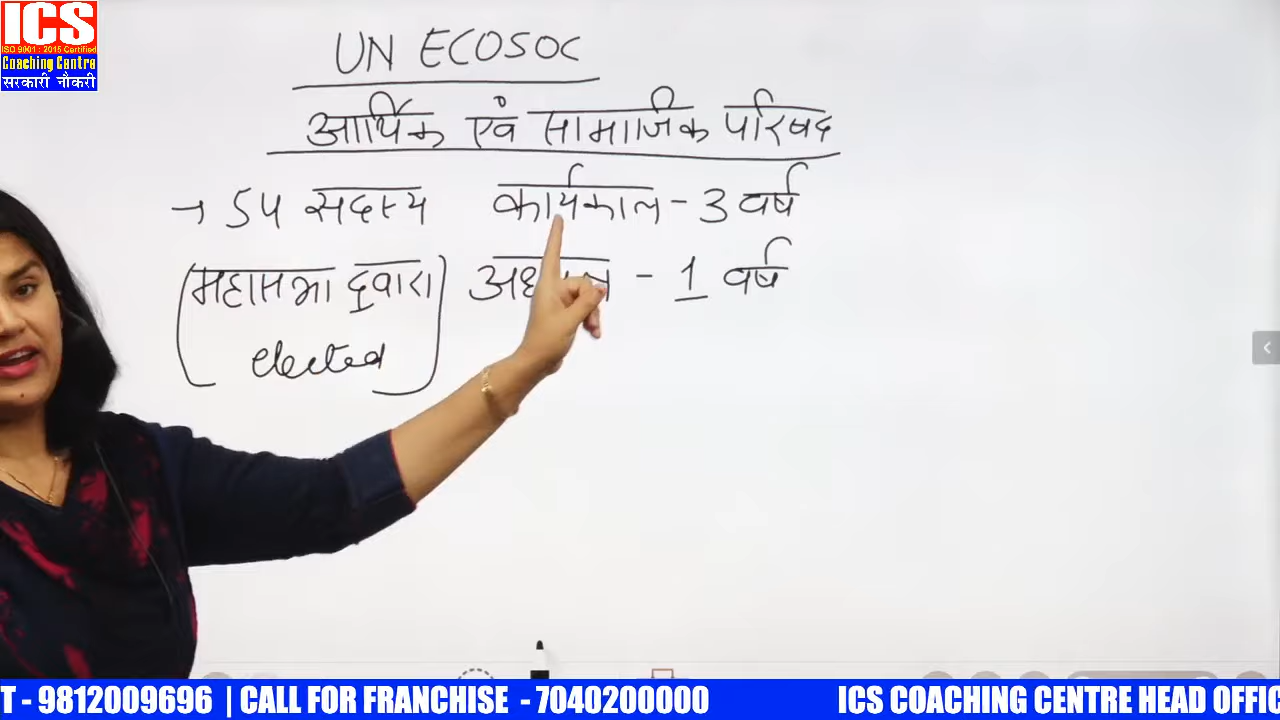 ICS
ISO 9001 : 2015 Certified
Coaching Centre
सरकारी नौकरी
UN ECOSOC
आर्थिक एवं सामाजिक परिषद
→ 54 सदस्य कार्यकाल - 3 वर्ष
(महासभा द्वारा) - 1 वर्ष
elected
T - 9812009696 | CALL FOR FRANCHISE - 7040200000 ICS COACHING CENTRE HEAD OFFIC